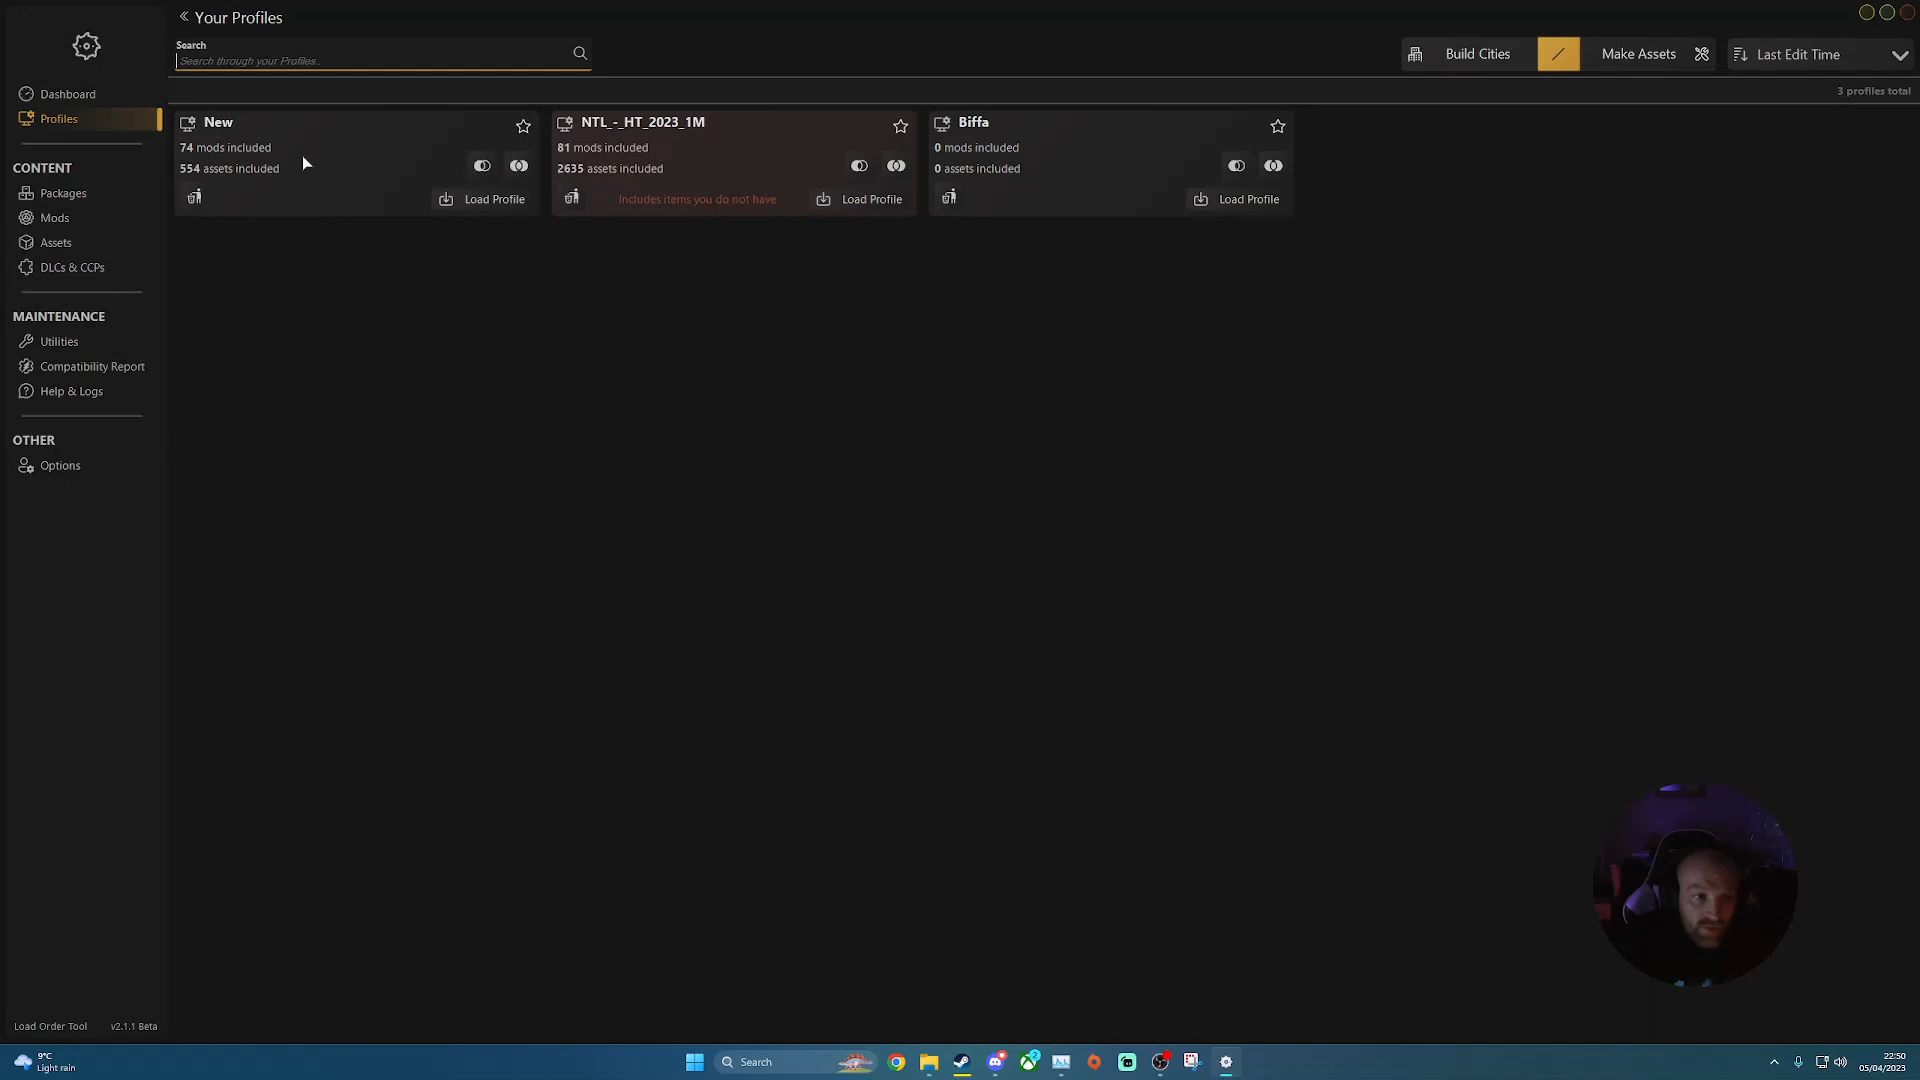 Your Profiles
Search
Search through your Profiles..
Build Cities
Make Assets
Last Edit Time
3 profiles total
Dashboard
Profiles
CONTENT
Packages
Mods
Assets
DLCs & CCPs
MAINTENANCE
Utilities
Compatibility Report
Help & Logs
OTHER
Options
New
74 mods included
554 assets included
Load Profile
NTL_-_HT_2023_1M
81 mods included
2635 assets included
Includes items you do not have
Load Profile
Biffa
0 mods included
0 assets included
Load Profile
Load Order Tool v2.1.1 Beta
9°C
Light rain
Search
2
22:50
05/04/2023